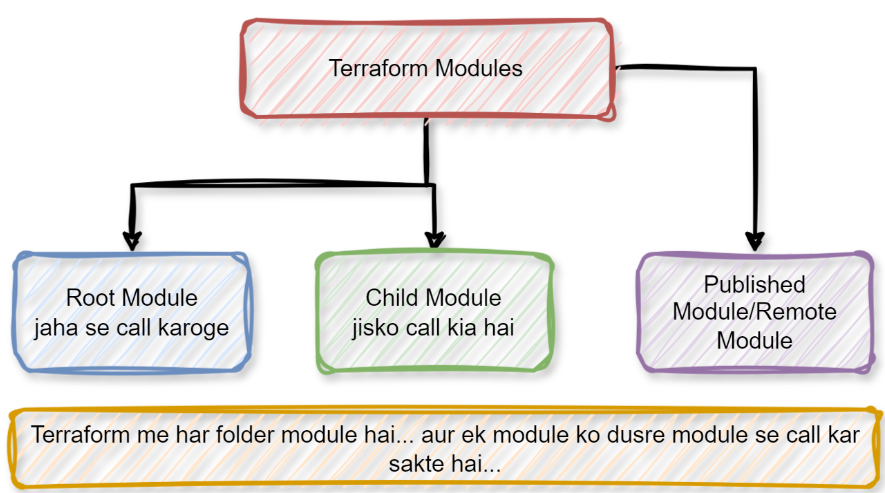 Terraform Modules
Root Module
jaha se call karoge
Child Module
jisko call kia hai
Published
Module/Remote
Module
Terraform me har folder module hai... aur ek module ko dusre module se call kar
sakte hai...